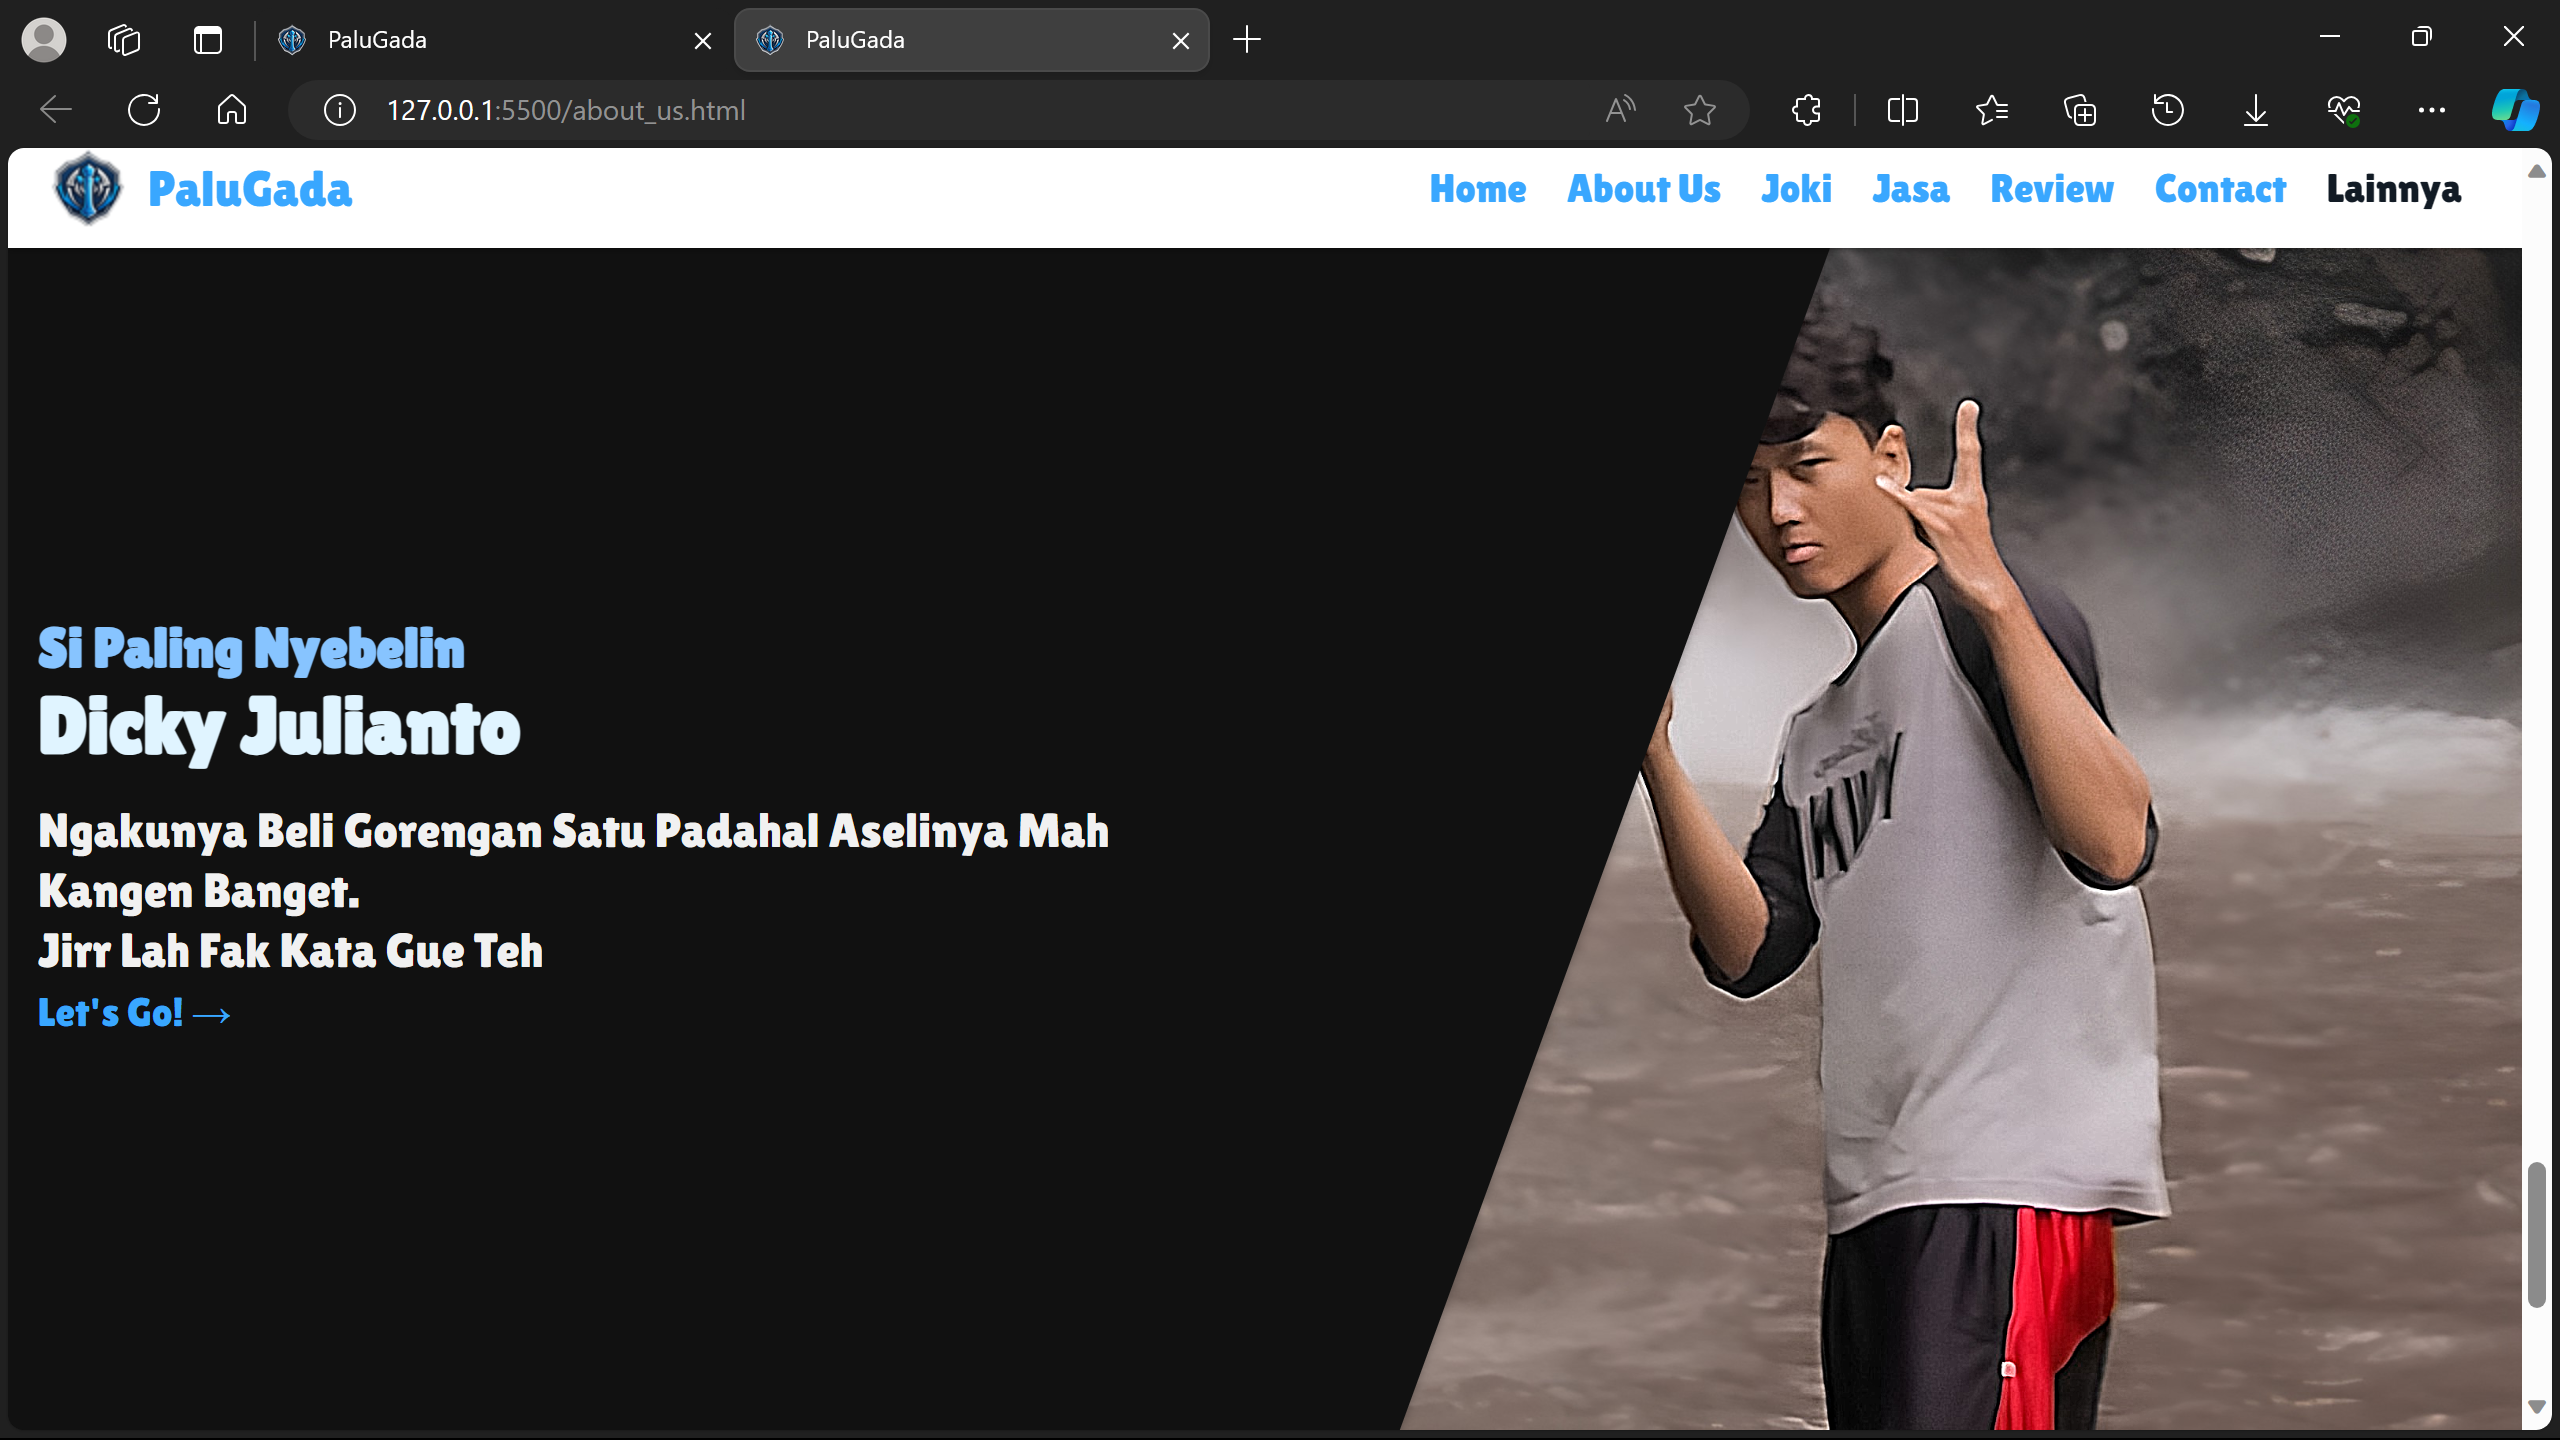 PaluGada
PaluGada
127.0.0.1:5500/about_us.html
PaluGada
Home About Us Joki Jasa Review Contact Lainnya
Si Paling Nyebelin
Dicky Julianto
Ngakunya Beli Gorengan Satu Padahal Aselinya Mah
Kangen Banget.
Jirr Lah Fak Kata Gue Teh
Let's Go! →